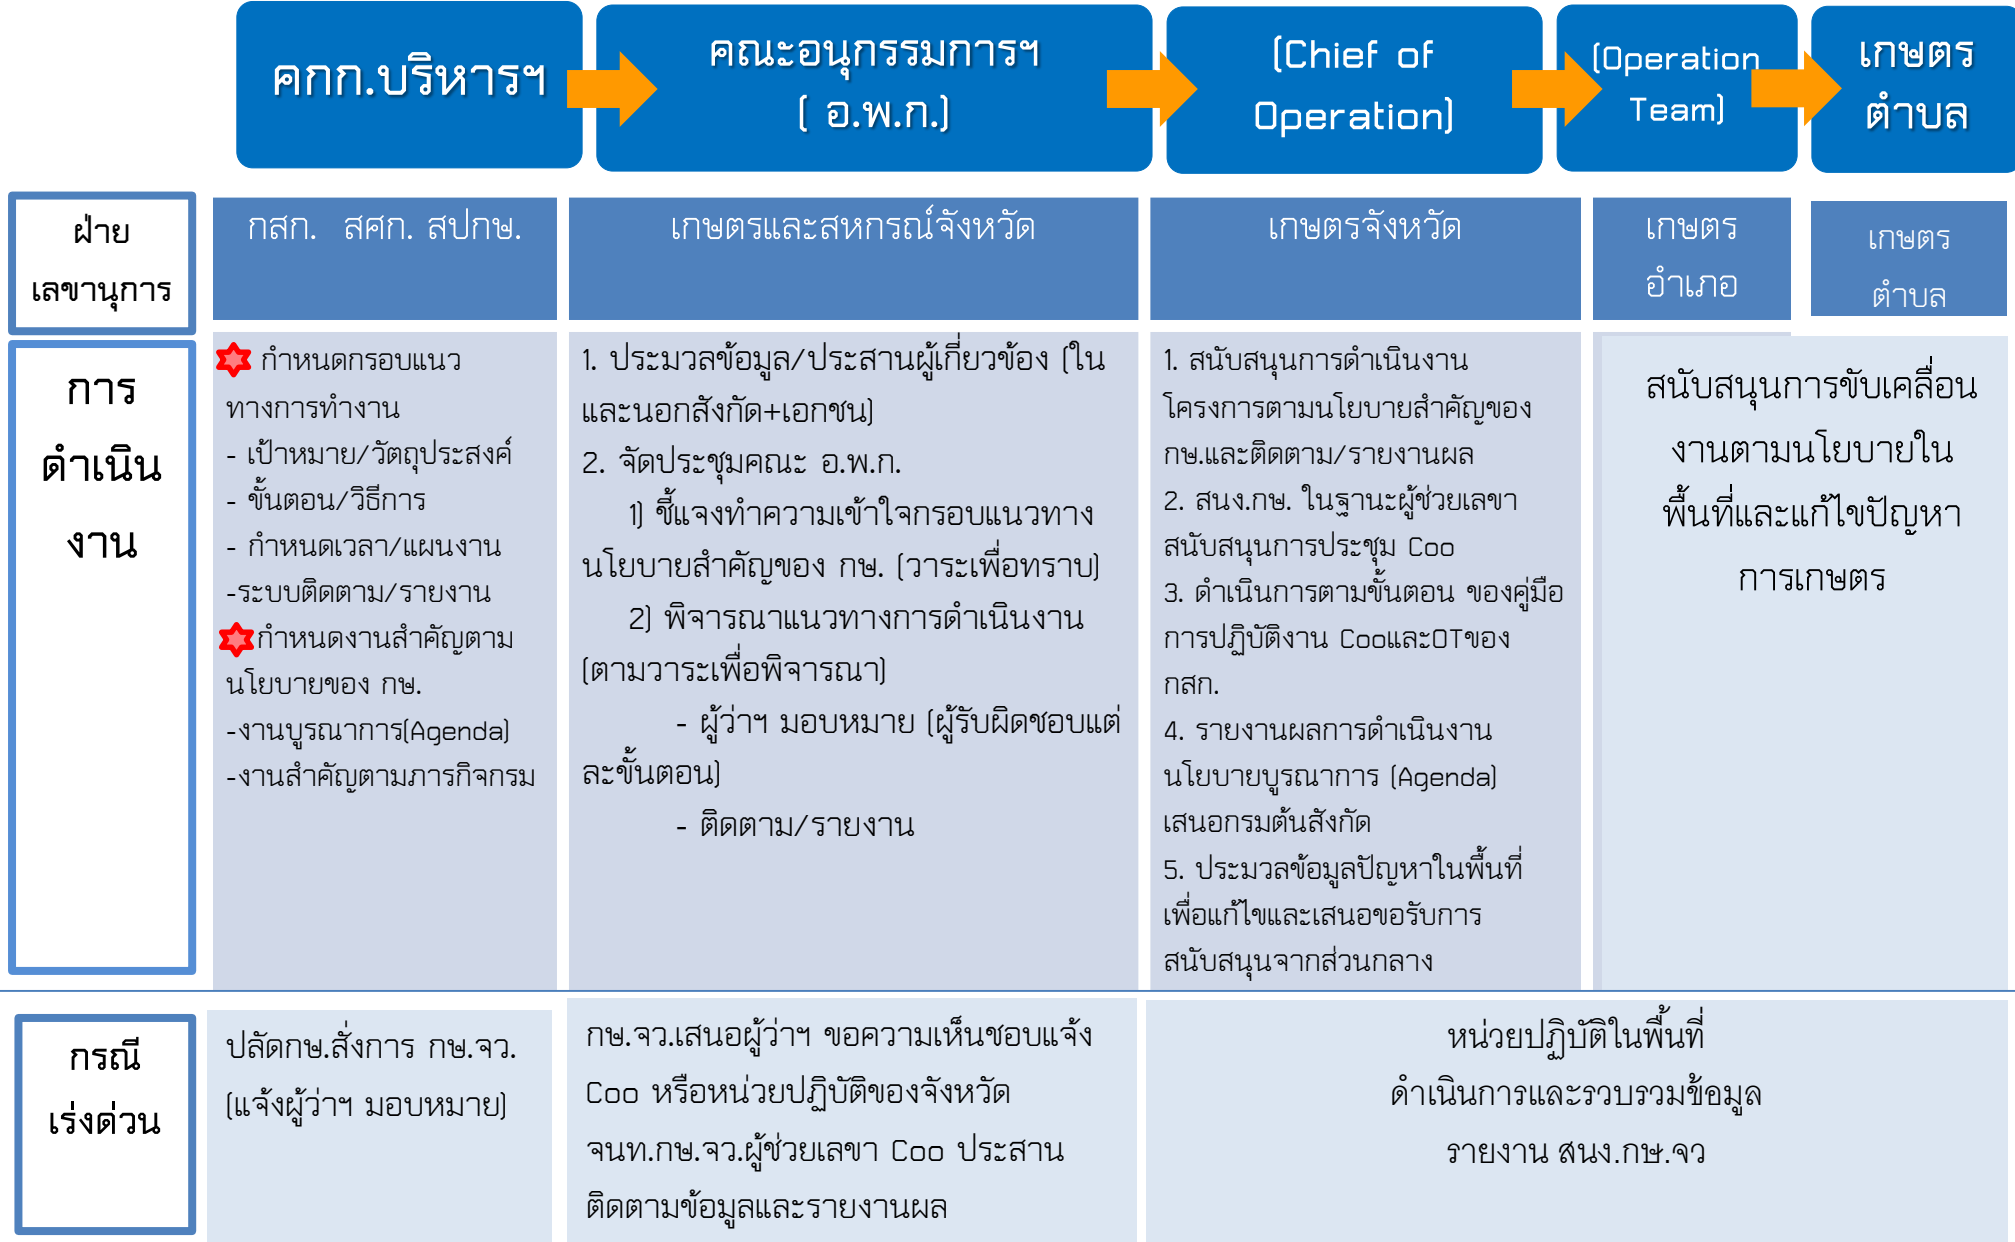 คกก.บริหารฯ
คณะอนุกรรมการฯ
( อ.พ.ก.)
(Chief of
Operation)
(Operation
Team)
เกษตร
ตำบล
ฝ่าย
เลขานุการ
กสก. สศก. สปกษ.
เกษตรและสหกรณ์จังหวัด
เกษตรจังหวัด
เกษตร
อำเภอ
เกษตร
ตำบล
การ
ดำเนิน
งาน
กำหนดกรอบแนว
ทางการทำงาน
- เป้าหมาย/วัตถุประสงค์
- ขั้นตอน/วิธีการ
- กำหนดเวลา/แผนงาน
-ระบบติดตาม/รายงาน
กำหนดงานสำคัญตาม
นโยบายของ กษ.
-งานบูรณาการ(Agenda)
-งานสำคัญตามภารกิจกรม
1. ประมวลข้อมูล/ประสานผู้เกี่ยวข้อง (ใน
และนอกสังกัด+เอกชน)
2. จัดประชุมคณะ อ.พ.ก.
1) ชี้แจงทำความเข้าใจกรอบแนวทาง
นโยบายสำคัญของ กษ. (วาระเพื่อทราบ)
2) พิจารณาแนวทางการดำเนินงาน
(ตามวาระเพื่อพิจารณา)
- ผู้ว่าฯ มอบหมาย (ผู้รับผิดชอบแต่
ละขั้นตอน)
- ติดตาม/รายงาน
1. สนับสนุนการดำเนินงาน
โครงการตามนโยบายสำคัญของ
กษ.และติดตาม/รายงานผล
2. สนง.กษ. ในฐานะผู้ช่วยเลขา
สนับสนุนการประชุม Coo
3. ดำเนินการตามขั้นตอน ของคู่มือ
การปฏิบัติงาน CooและOTของ
กสก.
4. รายงานผลการดำเนินงาน
นโยบายบูรณาการ (Agenda)
เสนอกรมต้นสังกัด
5. ประมวลข้อมูลปัญหาในพื้นที่
เพื่อแก้ไขและเสนอขอรับการ
สนับสนุนจากส่วนกลาง
สนับสนุนการขับเคลื่อน
งานตามนโยบายใน
พื้นที่และแก้ไขปัญหา
การเกษตร
กรณี
เร่งด่วน
ปลัดกษ.สั่งการ กษ.จว.
(แจ้งผู้ว่าฯ มอบหมาย)
กษ.จว.เสนอผู้ว่าฯ ขอความเห็นชอบแจ้ง
Coo หรือหน่วยปฏิบัติของจังหวัด
จนท.กษ.จว.ผู้ช่วยเลขา Coo ประสาน
ติดตามข้อมูลและรายงานผล
หน่วยปฏิบัติในพื้นที่
ดำเนินการและรวบรวมข้อมูล
รายงาน สนง.กษ.จว